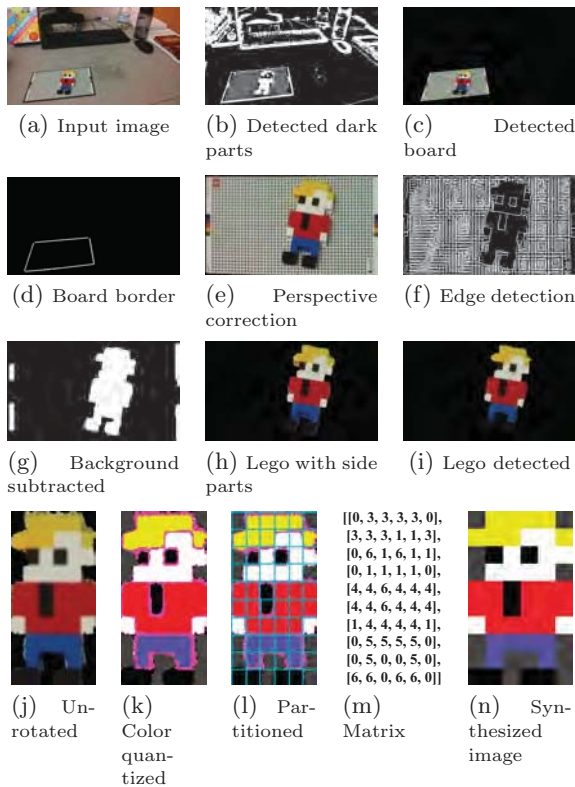 (a) Input image
(b) Detected dark
parts
(c) Detected
board
(d) Board border
(e) Perspective
correction
(f) Edge detection
(g) Background
subtracted
(h) Lego with side
parts
(i) Lego detected
[[0, 3, 3, 3, 3, 0],
[3, 3, 3, 1, 1, 3],
[0, 6, 1, 6, 1, 1],
[0, 1, 1, 1, 1, 0],
[4, 4, 6, 4, 4, 4],
[4, 4, 6, 4, 4, 4],
[1, 4, 4, 4, 4, 1],
[0, 5, 5, 5, 5, 0],
[0, 5, 0, 0, 5, 0],
[6, 6, 0, 6, 6, 0]]
(j) Un-
rotated
(k)
Color
quan-
tized
(l) Par-
titioned
(m)
Matrix
(n) Syn-
thesized
image